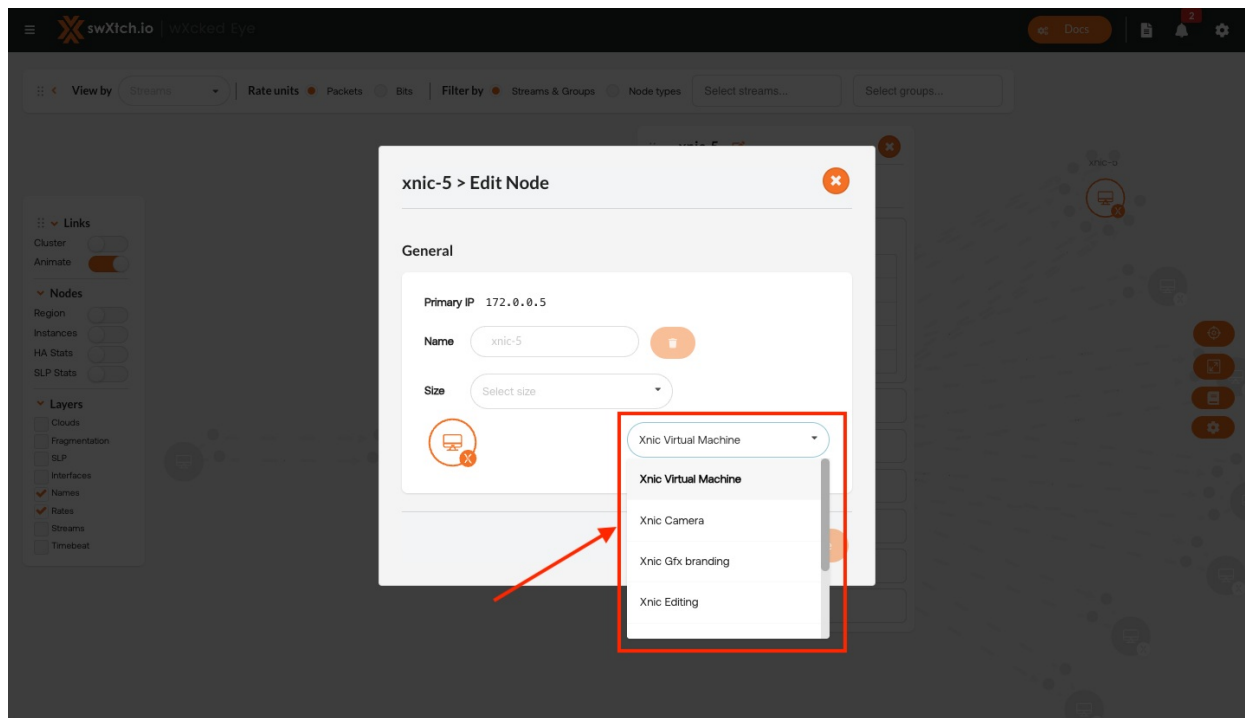 swXtch.io | wXcked Eye
Docs
2
View by Streams Rate units Packets Bits Filter by Streams & Groups Node types Select streams... Select groups...
xnic-5
xnic-5 > Edit Node
General
Primary IP 172.0.0.5
Name xnic-5
Size Select size
Xnic Virtual Machine
Xnic Virtual Machine
Xnic Camera
Xnic Gfx branding
Xnic Editing
Links
Cluster
Animate
Nodes
Region
Instances
HA Stats
SLP Stats
Layers
Clouds
Fragmentation
SLP
Interfaces
Names
Rates
Streams
Timebeat
xnic-5